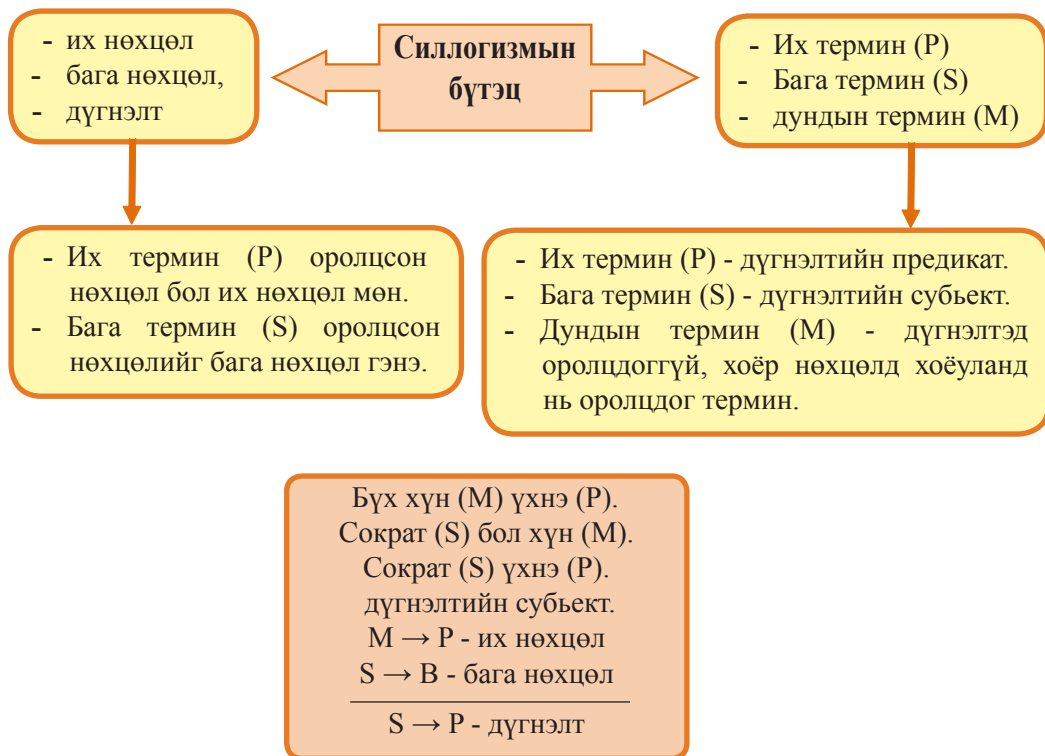 - их нөхцөл
- бага нөхцөл,
- дүгнэлт
Силлогизмын
бүтэц
- Их термин (P)
- Бага термин (S)
- дундын термин (M)
- Их термин (P) оролцсон
нөхцөл бол их нөхцөл мөн.
- Бага термин (S) оролцсон
нөхцөлийг бага нөхцөл гэнэ.
- Их термин (P) - дүгнэлтийн предикат.
- Бага термин (S) - дүгнэлтийн субьект.
- Дундын термин (M) - дүгнэлтэд
оролцдоггүй, хоёр нөхцөлд хоёуланд
нь оролцдог термин.
Бүх хүн (M) үхнэ (P).
Сократ (S) бол хүн (M).
Сократ (S) үхнэ (P).
дүгнэлтийн субьект.
M → P - их нөхцөл
S → B - бага нөхцөл
S → P - дүгнэлт